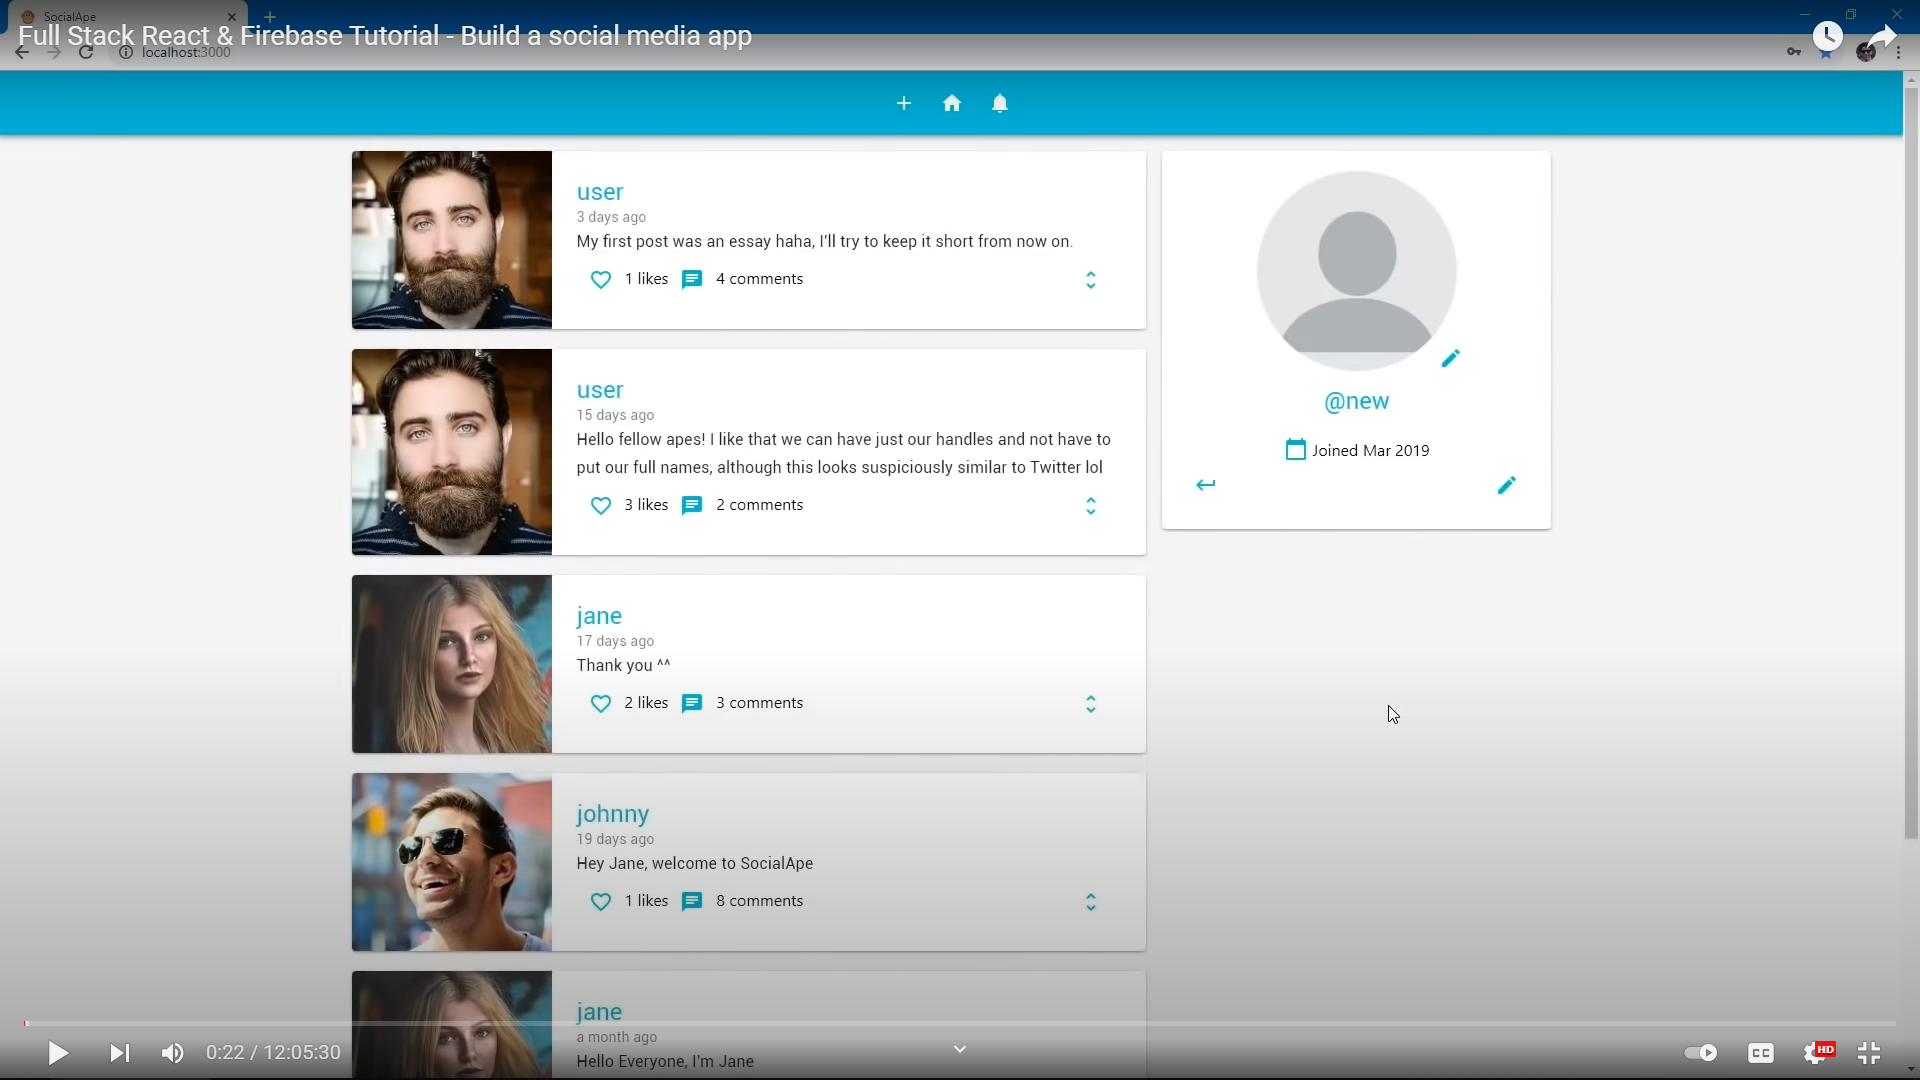 SocialApe
Full Stack React & Firebase Tutorial - Build a social media app
localhost:3000
user
3 days ago
My first post was an essay haha, I'll try to keep it short from now on.
1 likes 4 comments
@new
Joined Mar 2019
user
15 days ago
Hello fellow apes! I like that we can have just our handles and not have to
put our full names, although this looks suspiciously similar to Twitter lol
3 likes 2 comments
jane
17 days ago
Thank you ^^
2 likes 3 comments
johnny
19 days ago
Hey Jane, welcome to SocialApe
1 likes 8 comments
jane
a month ago
Hello Everyone, I'm Jane
0:22 / 12:05:30
CC
HD